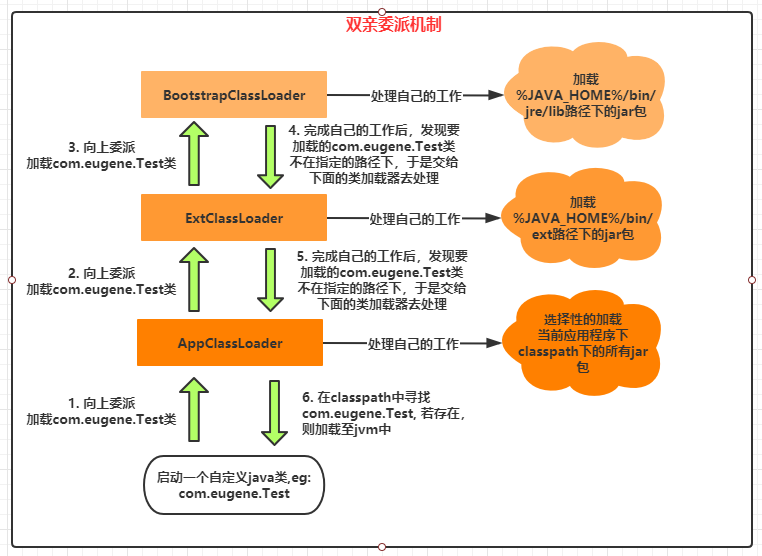 双亲委派机制
BootstrapClassLoader
处理自己的工作
加载
%JAVA_HOME%/bin/
jre/lib路径下的jar包
3. 向上委派
加载com.eugene.Test类
4. 完成自己的工作后，发现要
加载的com.eugene.Test类
不在指定的路径下，于是交给
下面的类加载器去处理
ExtClassLoader
处理自己的工作
加载
%JAVA_HOME%/bin/
ext路径下的jar包
2. 向上委派
加载com.eugene.Test类
5. 完成自己的工作后，发现要
加载的com.eugene.Test类
不在指定的路径下，于是交给
下面的类加载器去处理
AppClassLoader
处理自己的工作
选择性的加载
当前应用程序下
classpath下的所有jar
包
1. 向上委派
加载com.eugene.Test类
6. 在classpath中寻找
com.eugene.Test, 若存在，
则加载至jvm中
启动一个自定义java类,eg:
com.eugene.Test